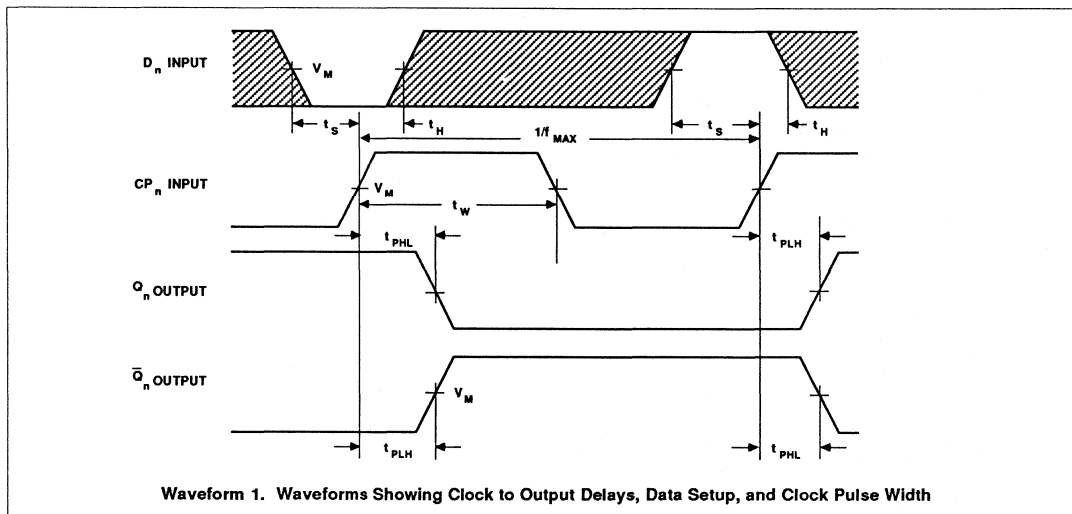 Dn INPUT
VM
tS
tH
tS
tH
1/fMAX
CPn INPUT
VM
tW
tPHL
tPLH
Qn OUTPUT
Q̅n OUTPUT
VM
tPLH
tPHL
Waveform 1. Waveforms Showing Clock to Output Delays, Data Setup, and Clock Pulse Width